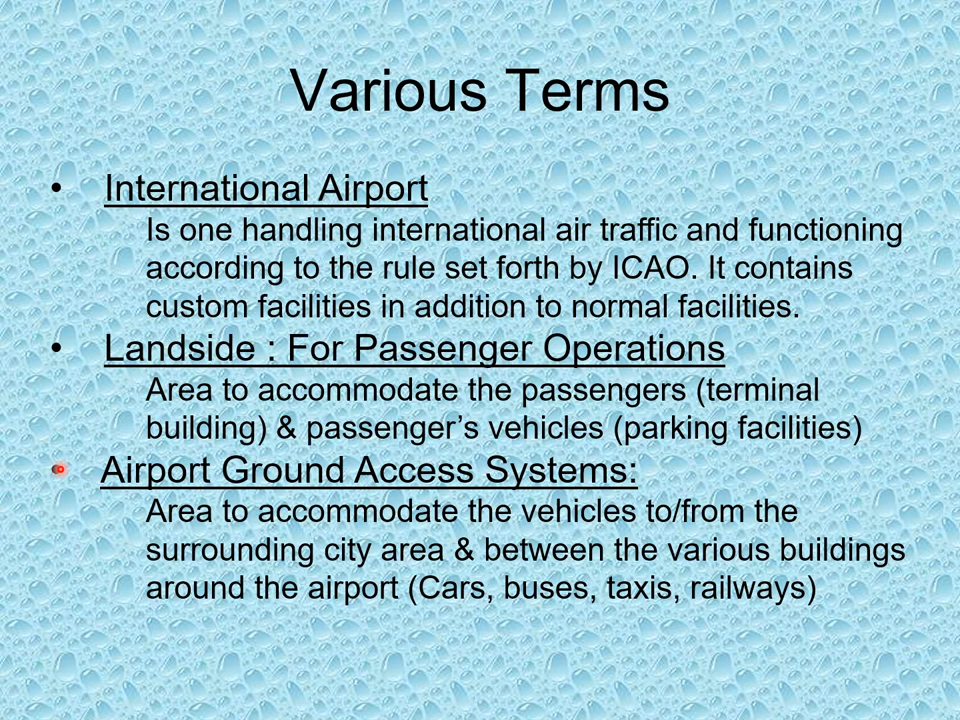 Various Terms
• International Airport
Is one handling international air traffic and functioning
according to the rule set forth by ICAO. It contains
custom facilities in addition to normal facilities.
• Landside : For Passenger Operations
Area to accommodate the passengers (terminal
building) & passenger’s vehicles (parking facilities)
• Airport Ground Access Systems:
Area to accommodate the vehicles to/from the
surrounding city area & between the various buildings
around the airport (Cars, buses, taxis, railways)